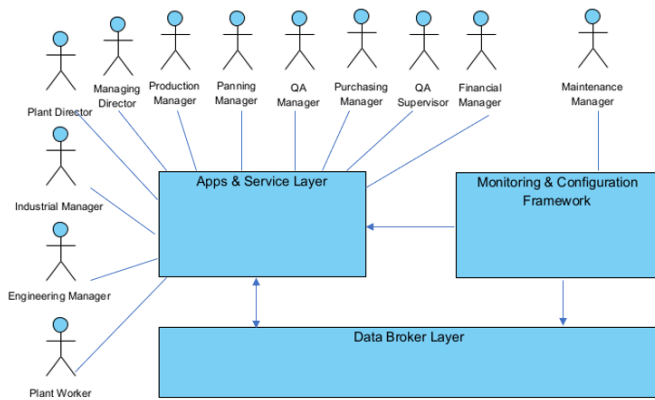 Plant Director
Managing
Director
Production
Manager
Panning
Manager
QA
Manager
Purchasing
Manager
QA
Supervisor
Financial
Manager
Maintenance
Manager
Industrial Manager
Engineering Manager
Plant Worker
Apps & Service Layer
Monitoring & Configuration
Framework
Data Broker Layer